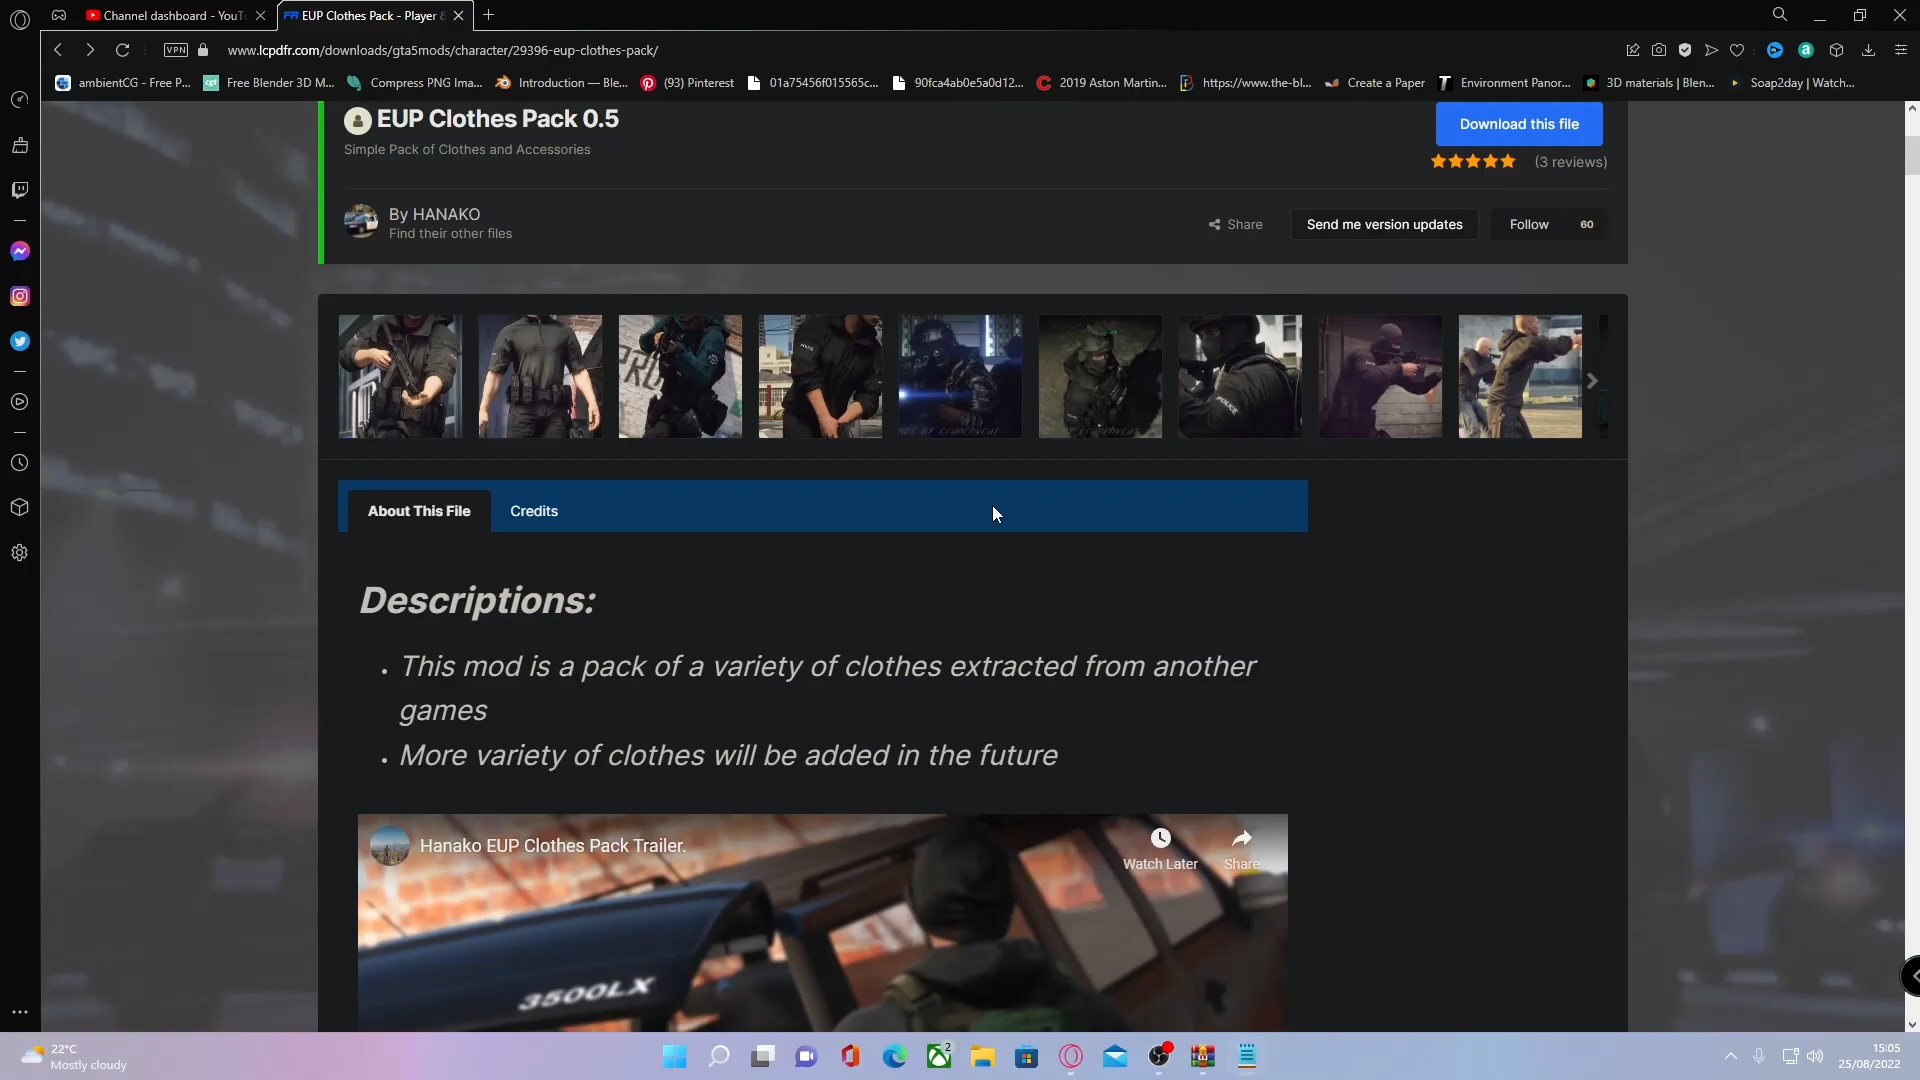 Channel dashboard - YouT
EUP Clothes Pack - Player &
VPN
www.lcpdfr.com/downloads/gta5mods/character/29396-eup-clothes-pack/
ambientCG - Free P...
Free Blender 3D M...
Compress PNG Ima...
Introduction — Ble...
(93) Pinterest
01a75456f015565c...
90fca4ab0e5a0d12...
2019 Aston Martin...
https://www.the-bl...
Create a Paper
Environment Panor...
3D materials | Blen...
Soap2day | Watch...
EUP Clothes Pack 0.5
Simple Pack of Clothes and Accessories
Download this file
(3 reviews)
By HANAKO
Find their other files
Share
Send me version updates
Follow 60
POLICE
About This File
Credits
Descriptions:
• This mod is a pack of a variety of clothes extracted from another
games
• More variety of clothes will be added in the future
Hanako EUP Clothes Pack Trailer.
Watch Later
Share
3500LX
22°C
Mostly cloudy
2
15:05
25/08/2022